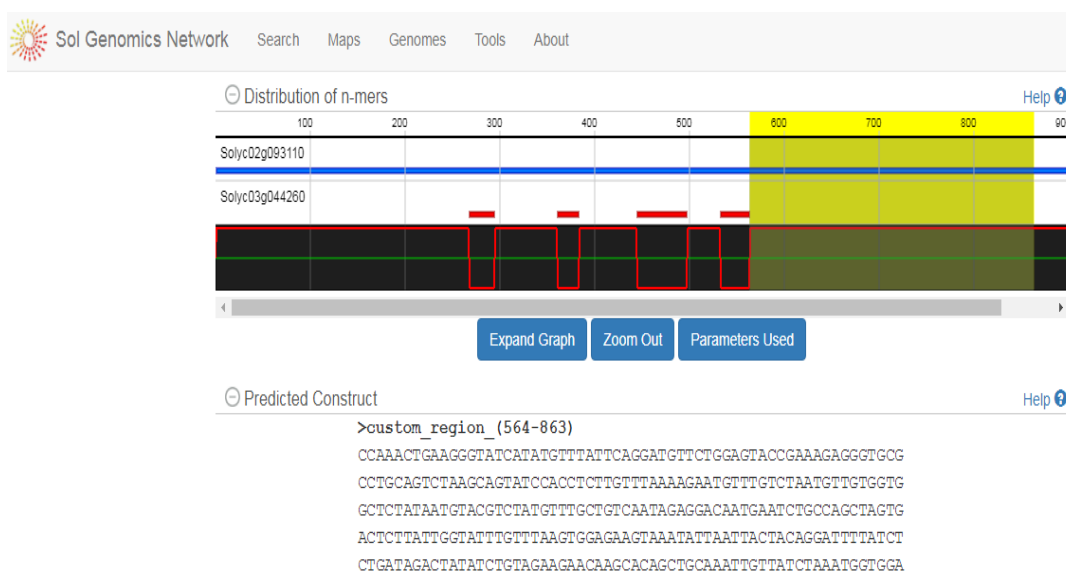 Sol Genomics Network Search Maps Genomes Tools About
Distribution of n-mers Help
100 200 300 400 500 600 700 800 90
Solyc02g093110
Solyc03g044260
Expand Graph Zoom Out Parameters Used
Predicted Construct Help
>custom_region_(564-863)
CCAAACTGAAGGGTATCATATGTTTATTCAGGATGTTCTGGAGTACCGAAAGAGGGTGCG
CCTGCAGTCTAAGCAGTATCCACCTCTTGTTTAAAAGAATGTTTGTCTAATGTTGTGGTG
GCTCTATAATGTACGTCTATGTTTGCTGTCAATAGAGGACAATGAATCTGCCAGCTAGTG
ACTCTTATTGGTATTTGTTTAAGTGGAGAAGTAAATATTAATTACTACAGGATTTTATCT
CTGATAGACTATATCTGTAGAAGAACAAGCACAGCTGCAAATTGTTATCTAAATGGTGGA